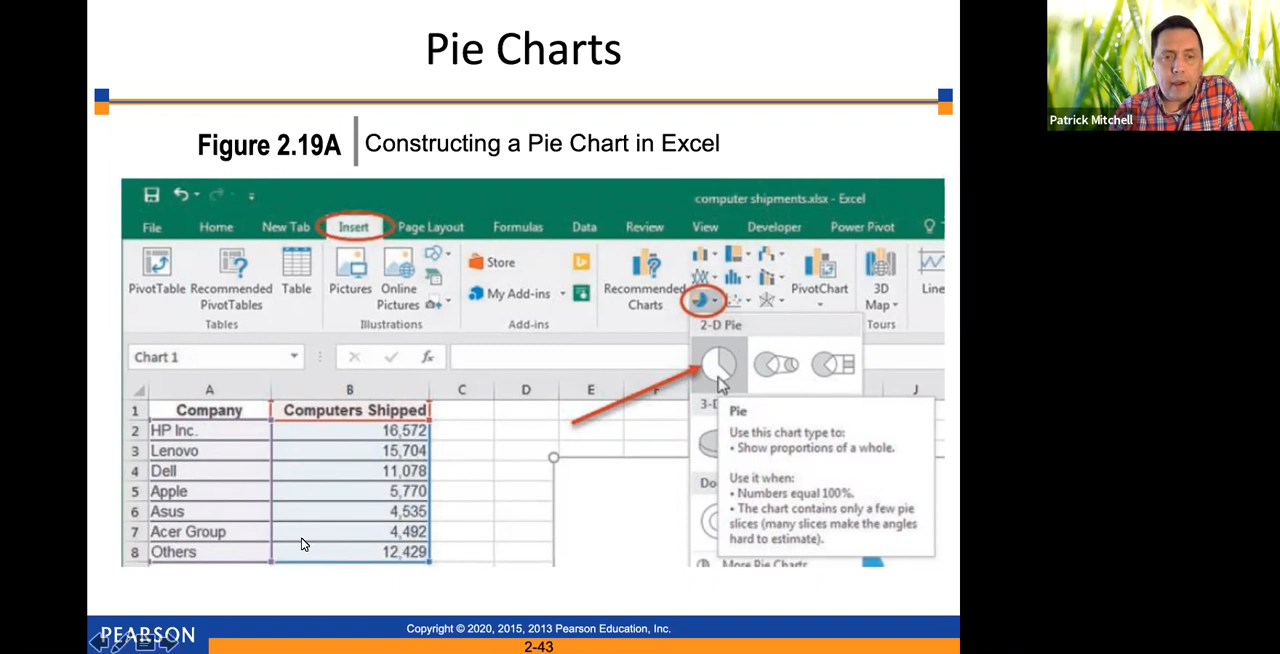 Pie Charts
Patrick Mitchell
Figure 2.19A Constructing a Pie Chart in Excel
computer shipments.xlsx - Excel
File Home New Tab Insert Page Layout Formulas Data Review View Developer Power Pivot
PivotTable Recommended PivotTables Table Pictures Online Pictures Store My Add-ins Recommended Charts PivotChart 3D Map Line
Tables Illustrations Add-ins Tours
2-D Pie
Chart 1 fx
A B C D E F J
1 Company Computers Shipped
2 HP Inc. 16,572
3 Lenovo 15,704
4 Dell 11,078
5 Apple 5,770
6 Asus 4,535
7 Acer Group 4,492
8 Others 12,429
3-D
Do
Pie
Use this chart type to:
• Show proportions of a whole.
Use it when:
• Numbers equal 100%.
• The chart contains only a few pie
slices (many slices make the angles
hard to estimate).
More Pie Charts
PEARSON
Copyright © 2020, 2015, 2013 Pearson Education, Inc.
2-43